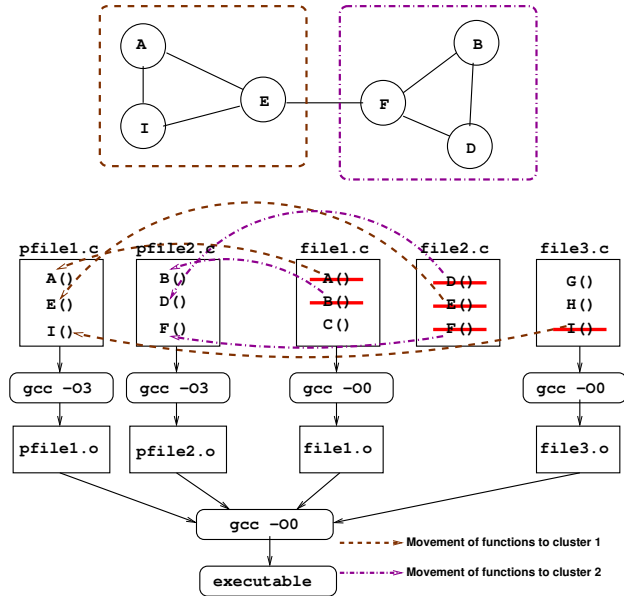 A
B
E
F
I
D
pfile1.c
pfile2.c
file1.c
file2.c
file3.c
A()
E()
I()
B()
D()
F()
A()
B()
C()
D()
E()
F()
G()
H()
I()
gcc -O3
gcc -O3
gcc -O0
gcc -O0
pfile1.o
pfile2.o
file1.o
file3.o
gcc -O0
executable
Movement of functions to cluster 1
Movement of functions to cluster 2